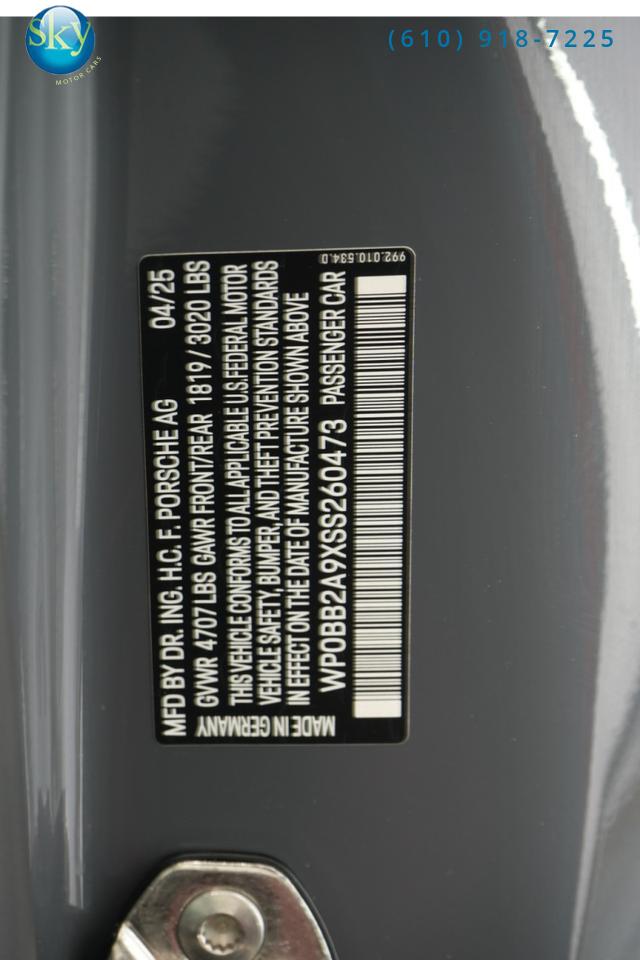 Sky
MOTOR CARS
(610) 918-7225
MFD BY DR. ING. H.C. F. PORSCHE AG 04/25
GVWR 4707 LBS GAWR FRONT/REAR 1819 / 3020 LBS
THIS VEHICLE CONFORMS TO ALL APPLICABLE U.S. FEDERAL MOTOR
VEHICLE SAFETY, BUMPER, AND THEFT PREVENTION STANDARDS
IN EFFECT ON THE DATE OF MANUFACTURE SHOWN ABOVE
WP0BB2A9XSS260473 PASSENGER CAR
MADE IN GERMANY
992.010.534.D